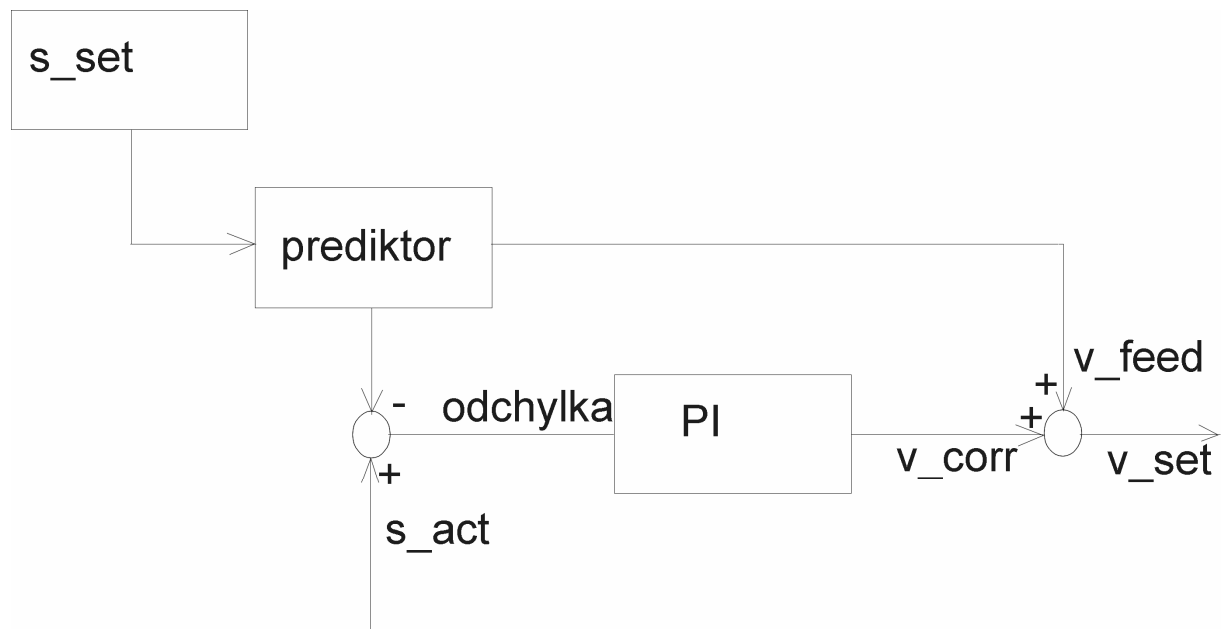 s_set
prediktor
v_feed
+
-
odchylka
PI
+
v_corr
v_set
+
s_act